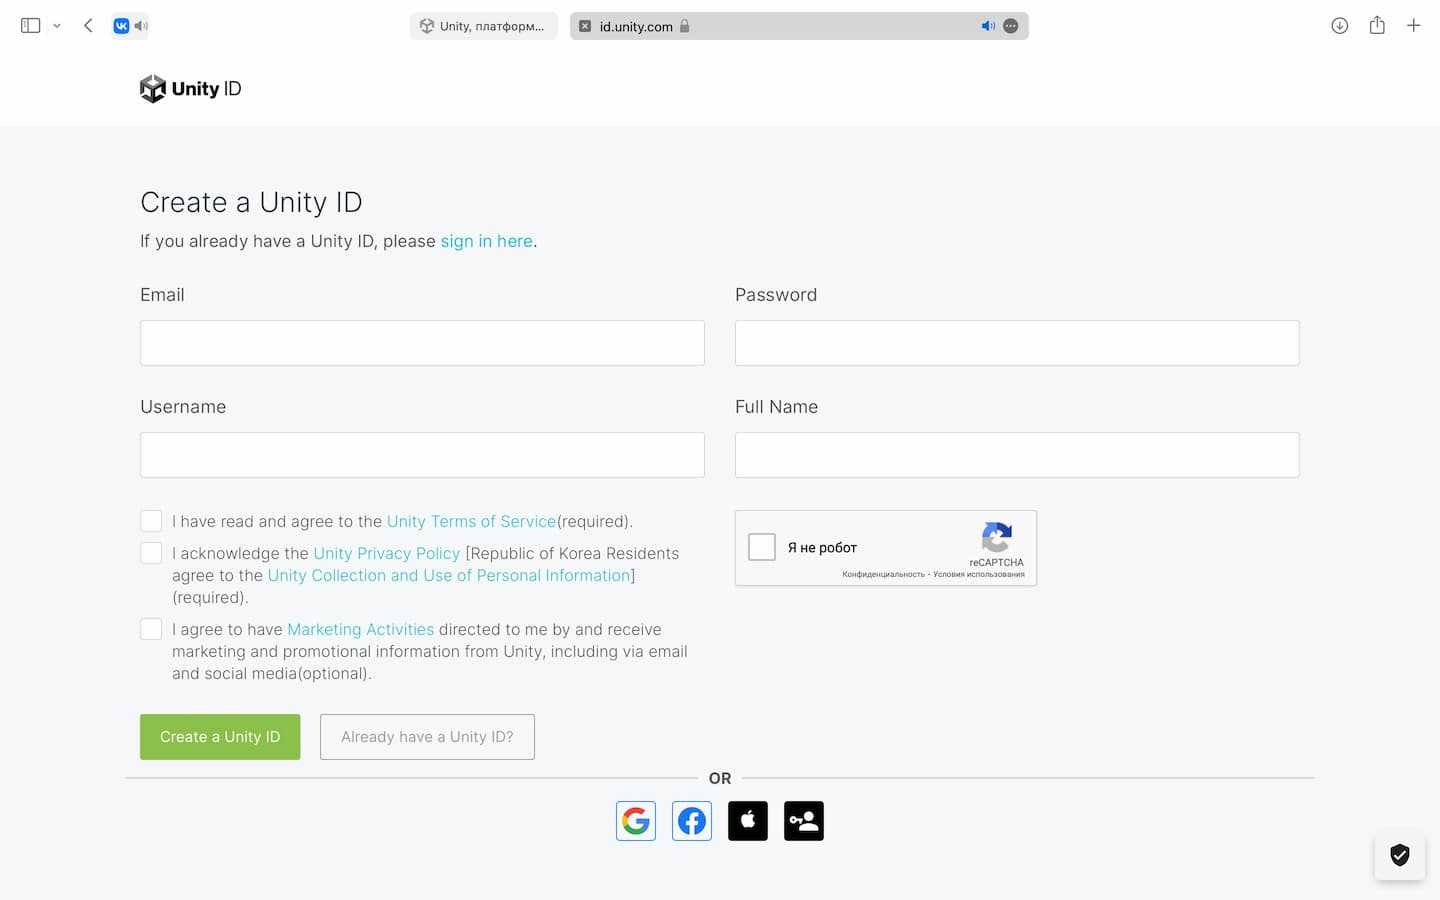 Unity, платформ...
id.unity.com
Unity ID
Create a Unity ID
If you already have a Unity ID, please sign in here.
Email
Password
Username
Full Name
I have read and agree to the Unity Terms of Service(required).
I acknowledge the Unity Privacy Policy [Republic of Korea Residents
agree to the Unity Collection and Use of Personal Information]
(required).
I agree to have Marketing Activities directed to me by and receive
marketing and promotional information from Unity, including via email
and social media(optional).
Я не робот
reCAPTCHA
Конфиденциальность - Условия использования
Create a Unity ID
Already have a Unity ID?
OR